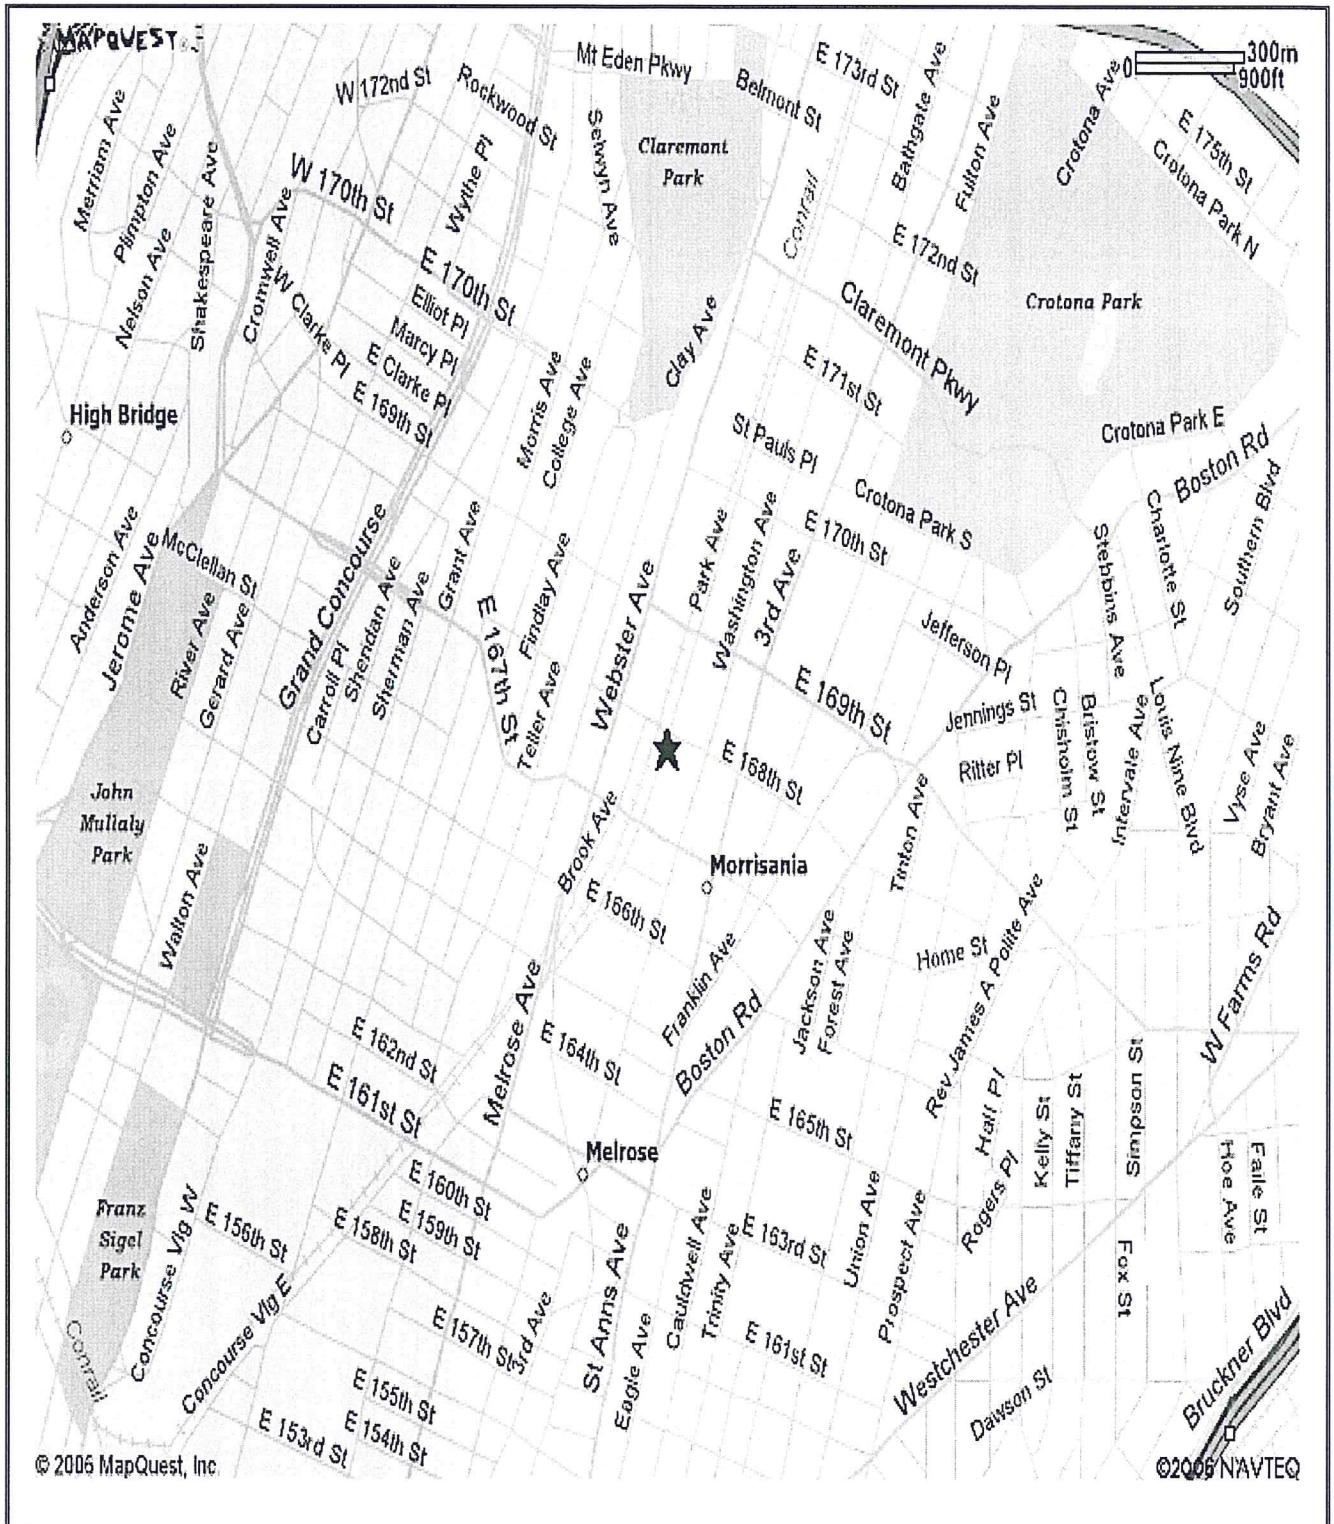 MAPQUEST
300m
0
900ft
Mt Eden Pkwy
E 173rd St
W 172nd St
Rockwood St
Belmont St
Bathgate Ave
Fulton Ave
Crotona Ave
E 175th St
Crotona Park N
Merriam Ave
Plimpton Ave
Nelson Ave
Shakespeare Ave
Cromwell Ave
W 170th St
Wythe Pl
Selwyn Ave
Claremont
Park
Conrail
E 172nd St
E 170th St
Elliot Pl
Marcy Pl
E Clarke Pl
W Clarke Pl
E 169th St
Clay Ave
Claremont Pkwy
Crotona Park
E 171st St
Morris Ave
College Ave
High Bridge
St Pauls Pl
Crotona Park E
Boston Rd
Crotona Park S
E 170th St
Charlotte St
Southern Blvd
Stebbins Ave
Anderson Ave
Jerome Ave
McClellan St
River Ave
Gerard Ave
Grand Concourse
Carroll Pl
Sheridan Ave
Sherman Ave
Grant Ave
E 167th St
Findlay Ave
Teller Ave
Webster Ave
Park Ave
Washington Ave
3rd Ave
Jefferson Pl
E 169th St
Jennings St
Ritter Pl
Chisholm St
Bristow St
Intervale Ave
Louis Nine Blvd
Vyse Ave
Bryant Ave
E 168th St
Tinton Ave
John
Mullaly
Park
Walton Ave
Brook Ave
E 166th St
Morrisania
Franklin Ave
Boston Rd
Jackson Ave
Forest Ave
Home St
Rev James A Polite Ave
W Farms Rd
Melrose Ave
E 162nd St
E 161st St
E 164th St
E 165th St
Hall Pl
Rogers Pl
Kelly St
Tiffany St
Simpson St
Hoe Ave
Faile St
Melrose
E 160th St
E 159th St
E 158th St
E 156th St
Franz
Sigel
Park
Concourse Vlg W
Concourse Vlg E
Conrail
E 157th St
3rd Ave
St Anns Ave
Eagle Ave
Cauldwell Ave
Trinity Ave
E 163rd St
E 161st St
Union Ave
Prospect Ave
Westchester Ave
Dawson St
Fox St
Bruckner Blvd
E 155th St
E 154th St
E 153rd St
© 2006 MapQuest, Inc.
©2006 NAVTEQ